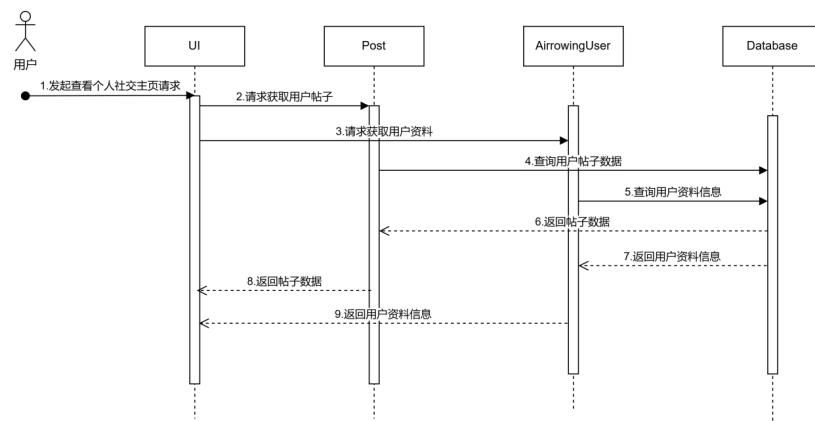 UI
Post
AirrowingUser
Database
用户
1.发起查看个人社交主页请求
2.请求获取用户帖子
3.请求获取用户资料
4.查询用户帖子数据
5.查询用户资料信息
6.返回帖子数据
7.返回用户资料信息
8.返回帖子数据
9.返回用户资料信息